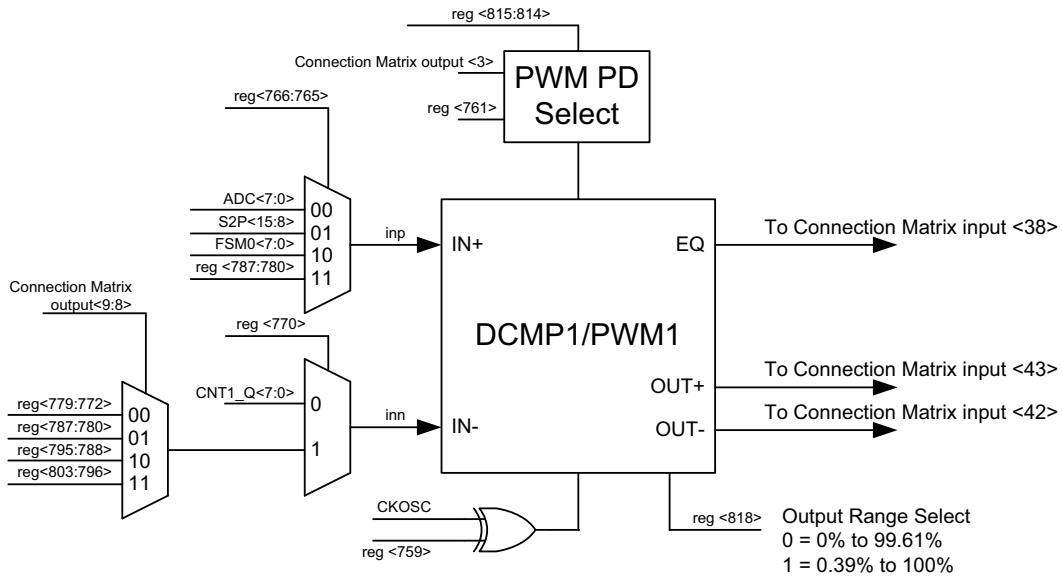 reg <815:814>
Connection Matrix output <3>
PWM PD
Select
reg <761>
reg<766:765>
ADC<7:0>
S2P<15:8>
FSM0<7:0>
reg <787:780>
00
01
10
11
inp
IN+
EQ
To Connection Matrix input <38>
Connection Matrix
output<9:8>
reg <770>
DCMP1/PWM1
CNT1_Q<7:0>
0
1
inn
IN-
OUT+
To Connection Matrix input <43>
OUT-
To Connection Matrix input <42>
reg<779:772>
reg<787:780>
reg<795:788>
reg<803:796>
00
01
10
11
CKOSC
reg <759>
reg <818>
Output Range Select
0 = 0% to 99.61%
1 = 0.39% to 100%